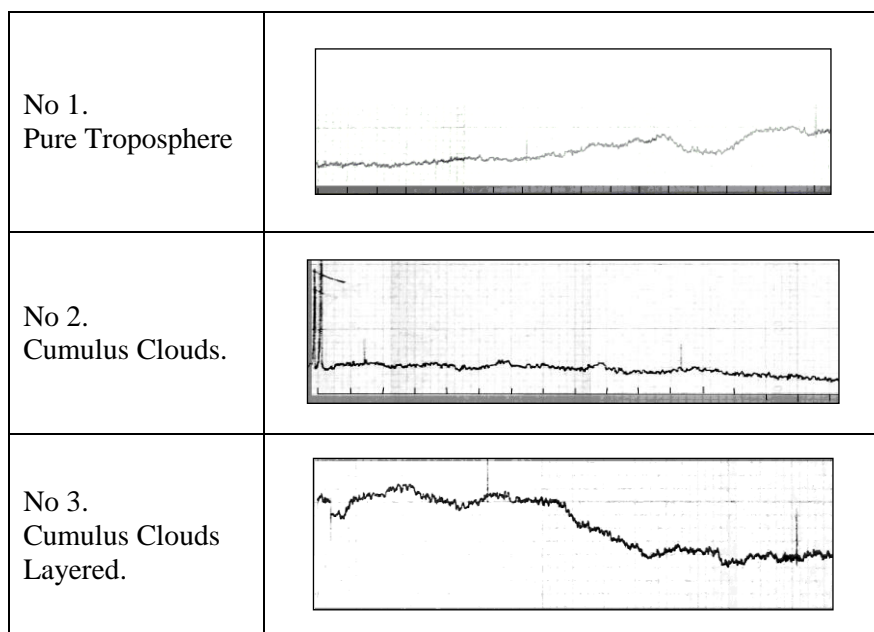 No 1.
Pure Troposphere
No 2.
Cumulus Clouds.
No 3.
Cumulus Clouds
Layered.